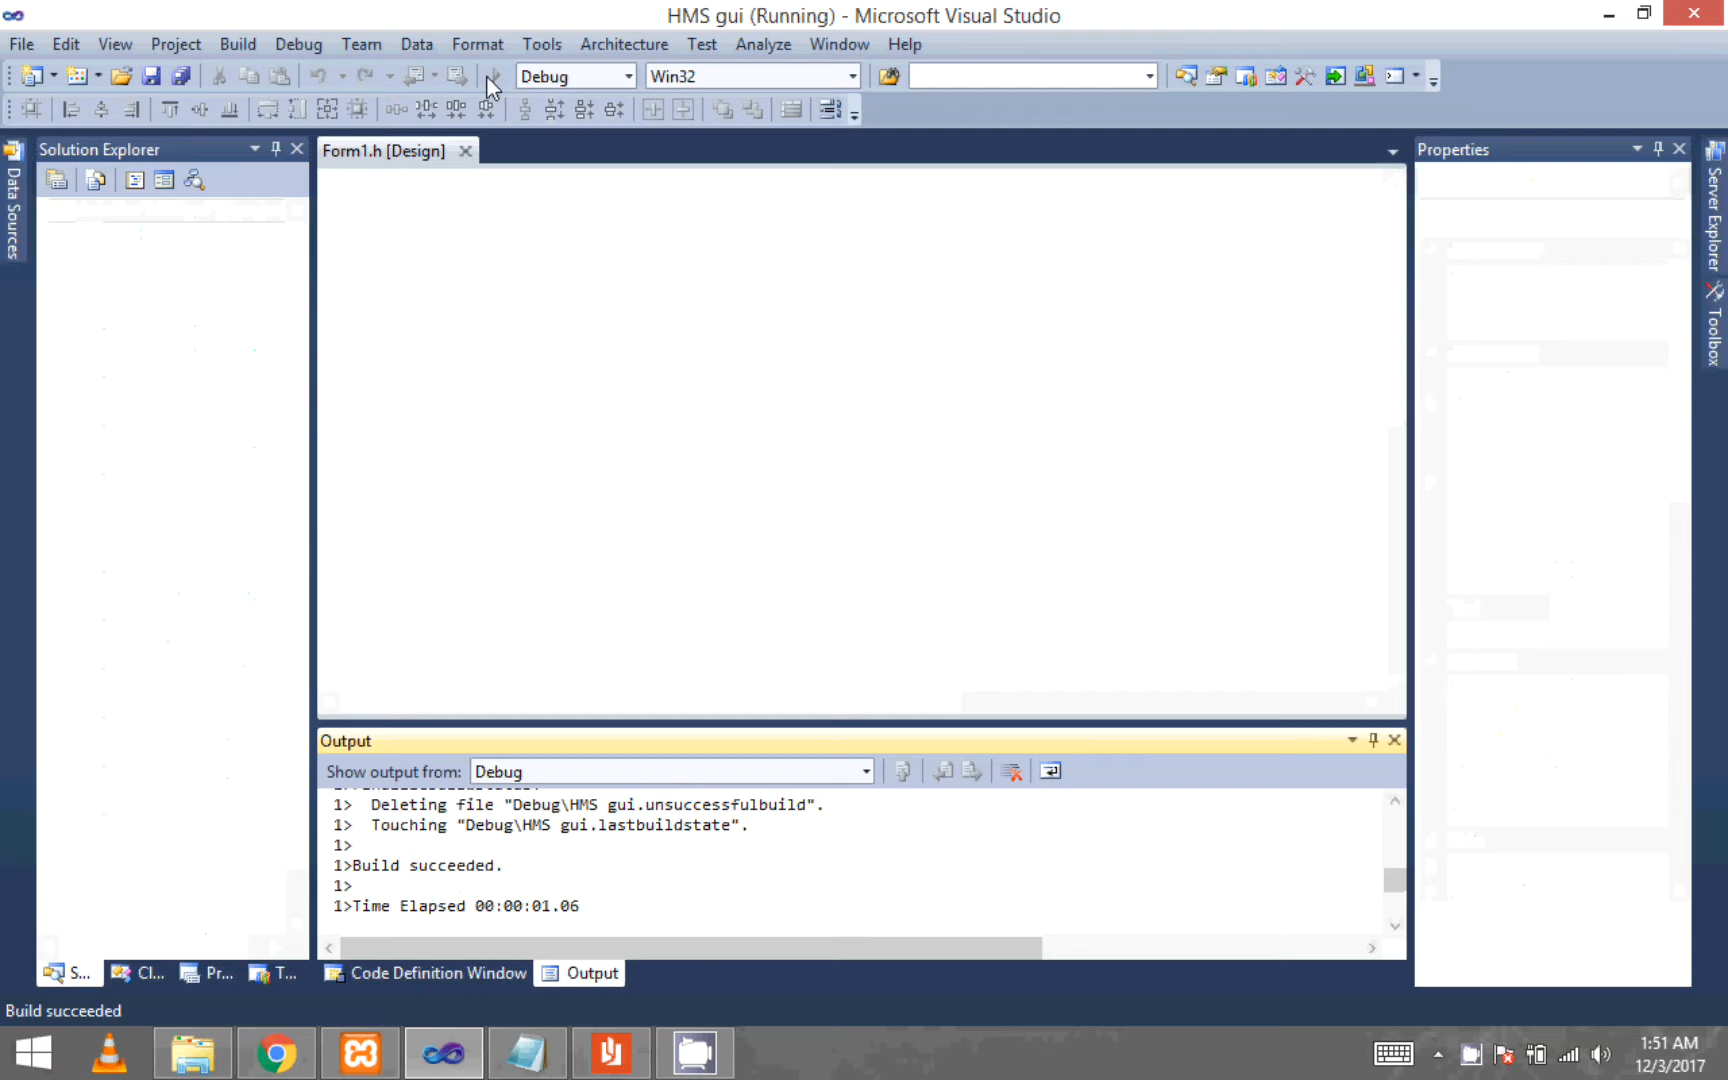 HMS gui (Running) - Microsoft Visual Studio
File Edit View Project Build Debug Team Data Format Tools Architecture Test Analyze Window Help
Debug Win32
Solution Explorer
Form1.h [Design]
Properties
Data Sources
Server Explorer
Toolbox
Output
Show output from: Debug
1> Deleting file "Debug\HMS gui.unsuccessfulbuild".
1> Touching "Debug\HMS gui.lastbuildstate".
1>
1>Build succeeded.
1>
1>Time Elapsed 00:00:01.06
S... Cl... Pr... T... Code Definition Window Output
Build succeeded
1:51 AM
12/3/2017